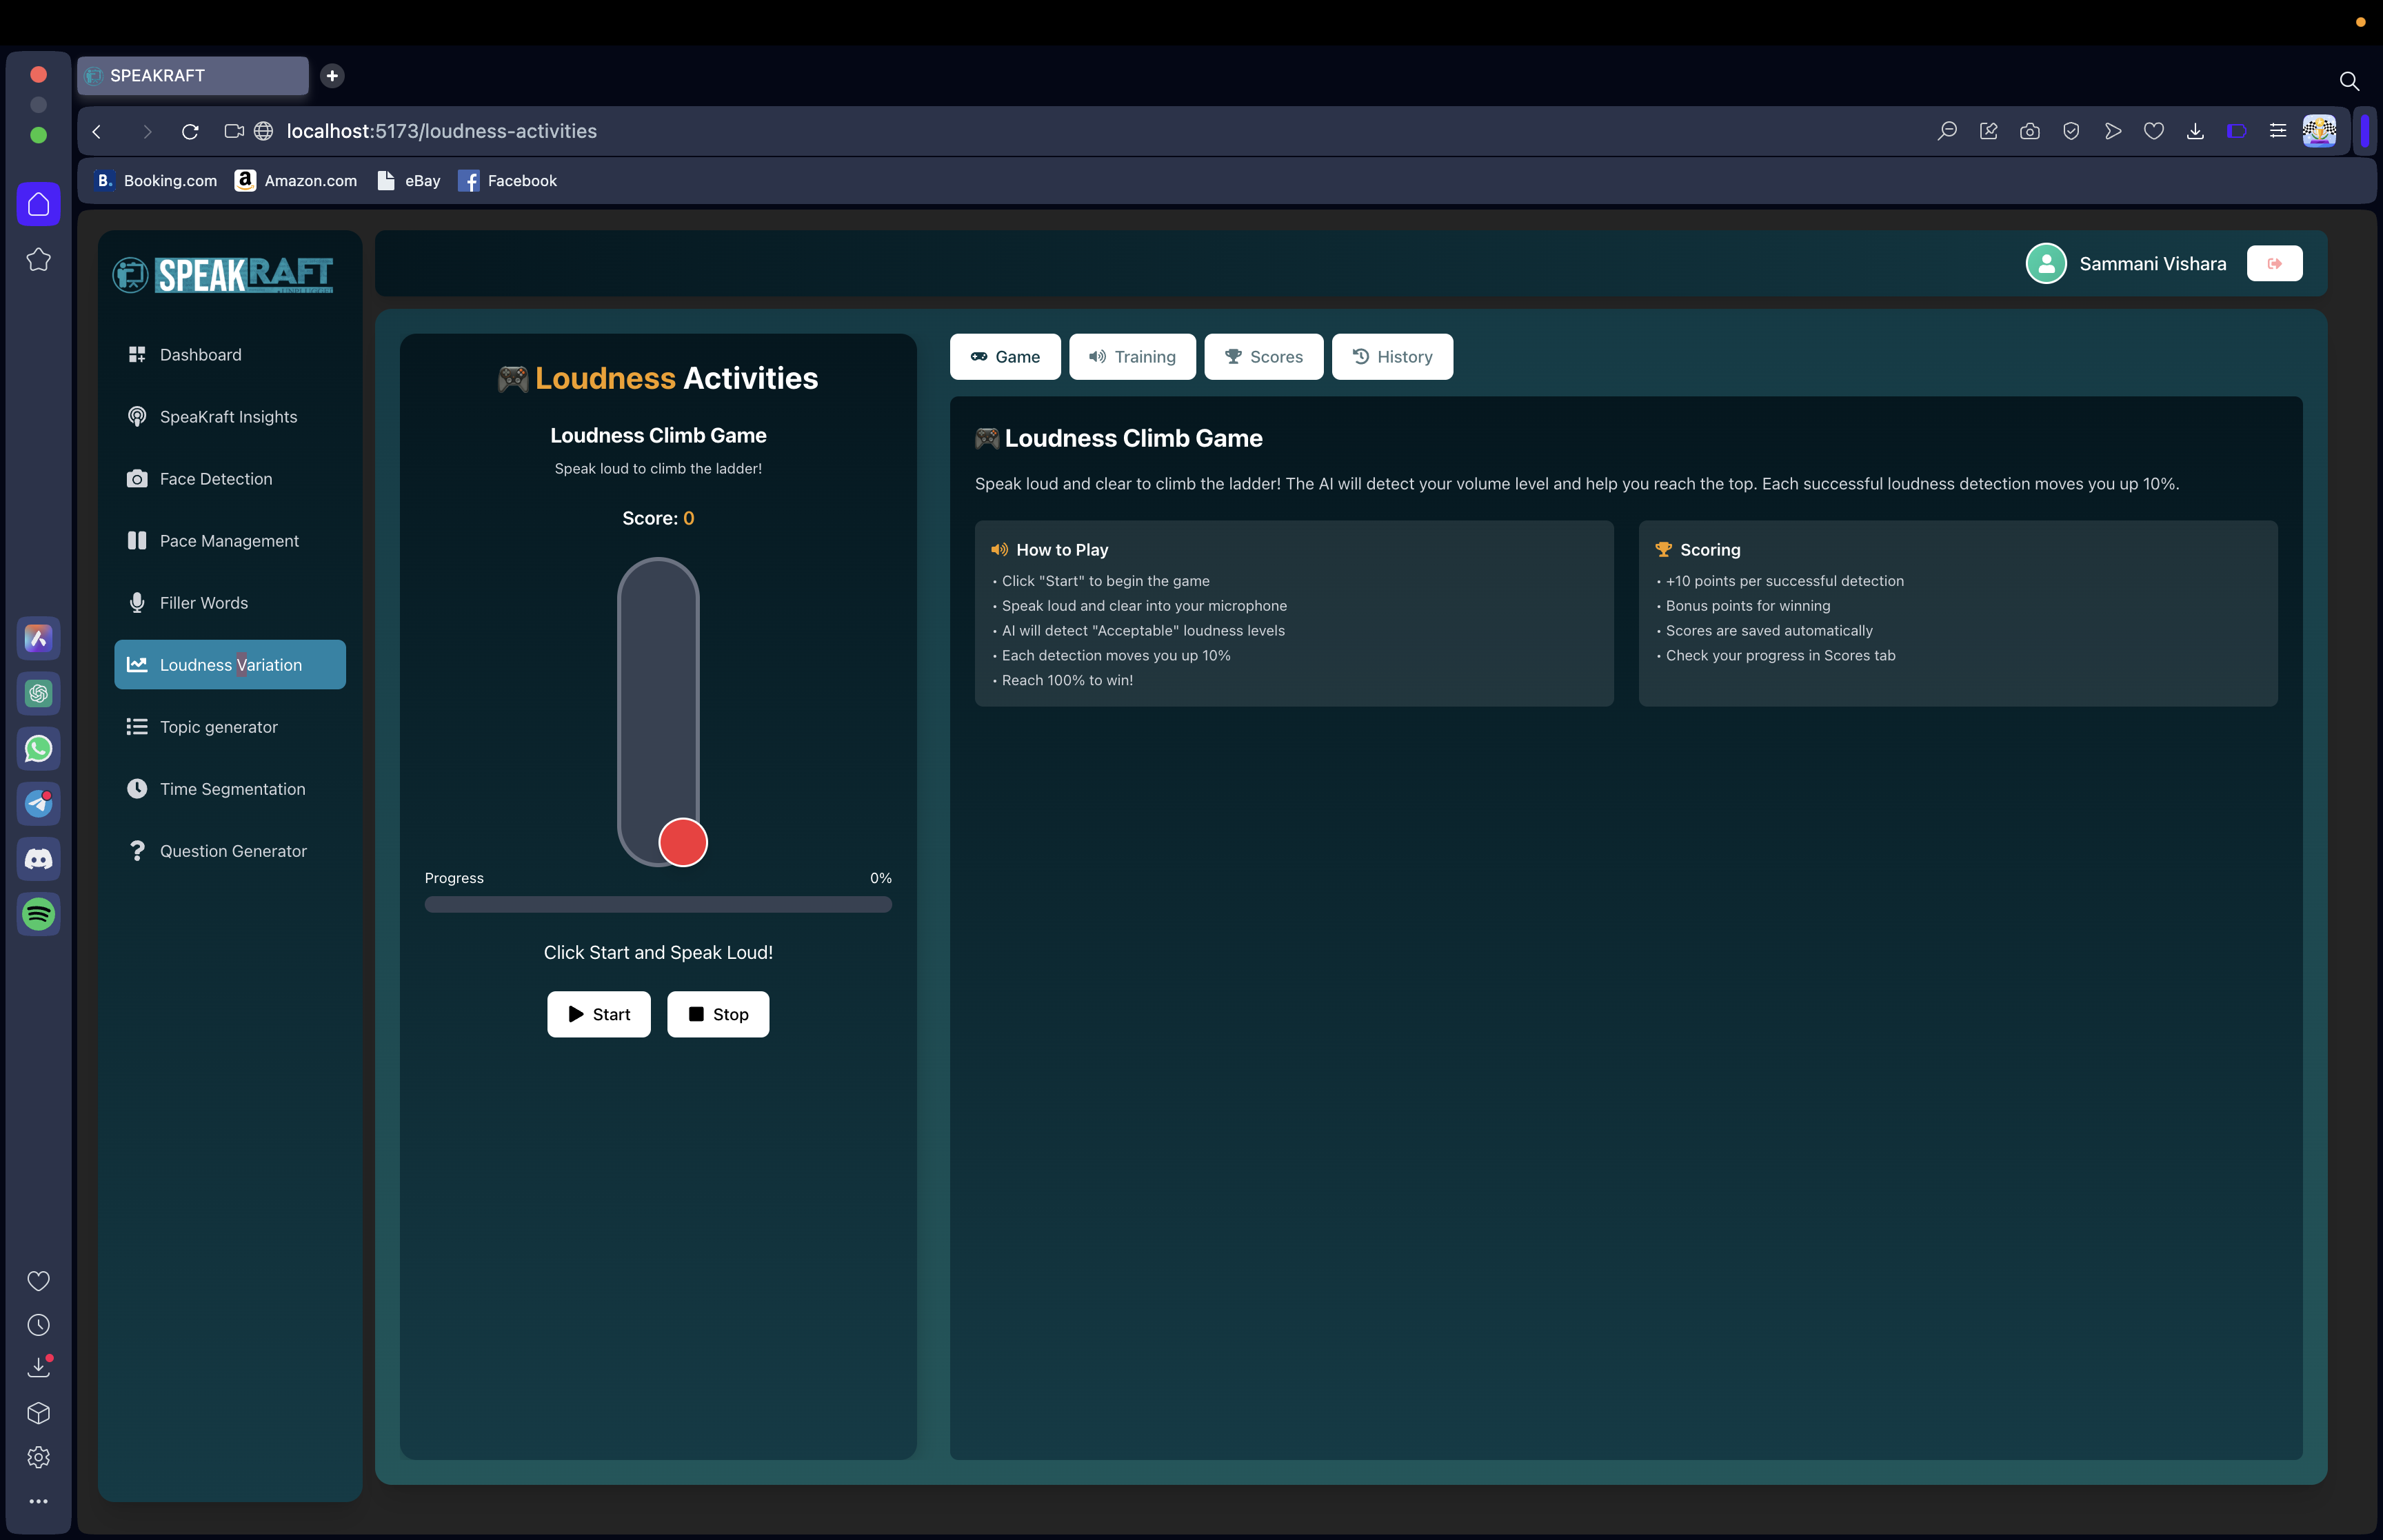 SPEAKRAFT
localhost:5173/loudness-activities
B. Booking.com a Amazon.com eBay Facebook
SPEAKRAFT
Sammani Vishara
Dashboard
SpeaKraft Insights
Face Detection
Pace Management
Filler Words
Loudness Variation
Topic generator
Time Segmentation
Question Generator
Loudness Activities
Loudness Climb Game
Speak loud to climb the ladder!
Score: 0
Progress 0%
Click Start and Speak Loud!
Start Stop
Game Training Scores History
Loudness Climb Game
Speak loud and clear to climb the ladder! The AI will detect your volume level and help you reach the top. Each successful loudness detection moves you up 10%.
How to Play
• Click "Start" to begin the game
• Speak loud and clear into your microphone
• AI will detect "Acceptable" loudness levels
• Each detection moves you up 10%
• Reach 100% to win!
Scoring
• +10 points per successful detection
• Bonus points for winning
• Scores are saved automatically
• Check your progress in Scores tab